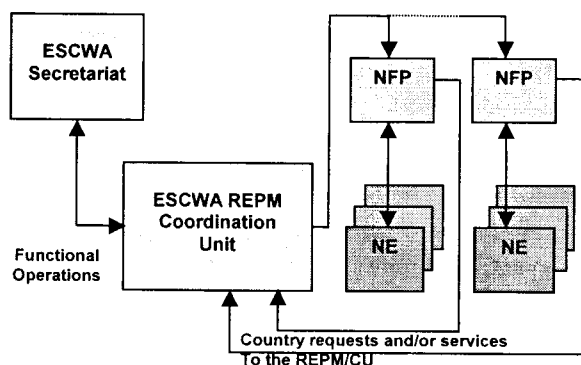 ESCWA
Secretariat
NFP
NFP
ESCWA REPM
Coordination
Unit
NE
NE
Functional
Operations
Country requests and/or services
To the REPM/CU